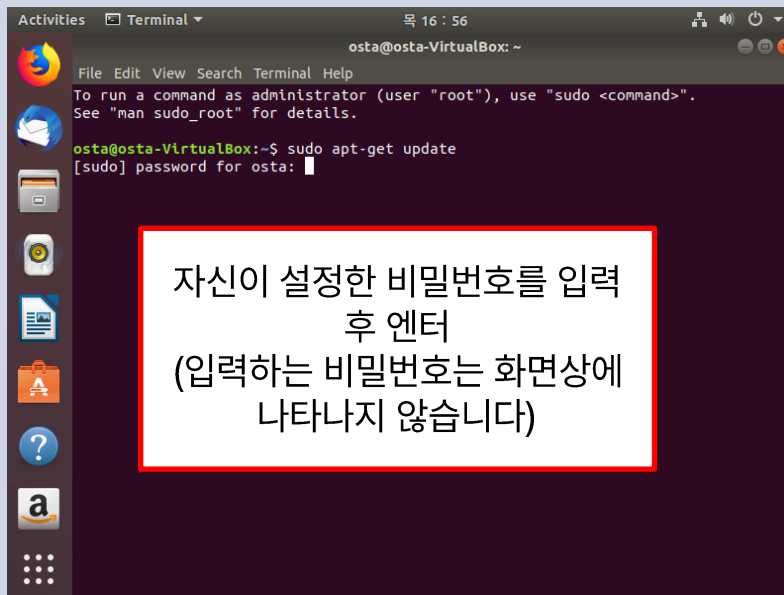 Activities Terminal 목 16 : 56
osta@osta-VirtualBox: ~
File Edit View Search Terminal Help
To run a command as administrator (user "root"), use "sudo <command>".
See "man sudo_root" for details.
osta@osta-VirtualBox:~$ sudo apt-get update
[sudo] password for osta:
자신이 설정한 비밀번호를 입력
후 엔터
(입력하는 비밀번호는 화면상에
나타나지 않습니다)